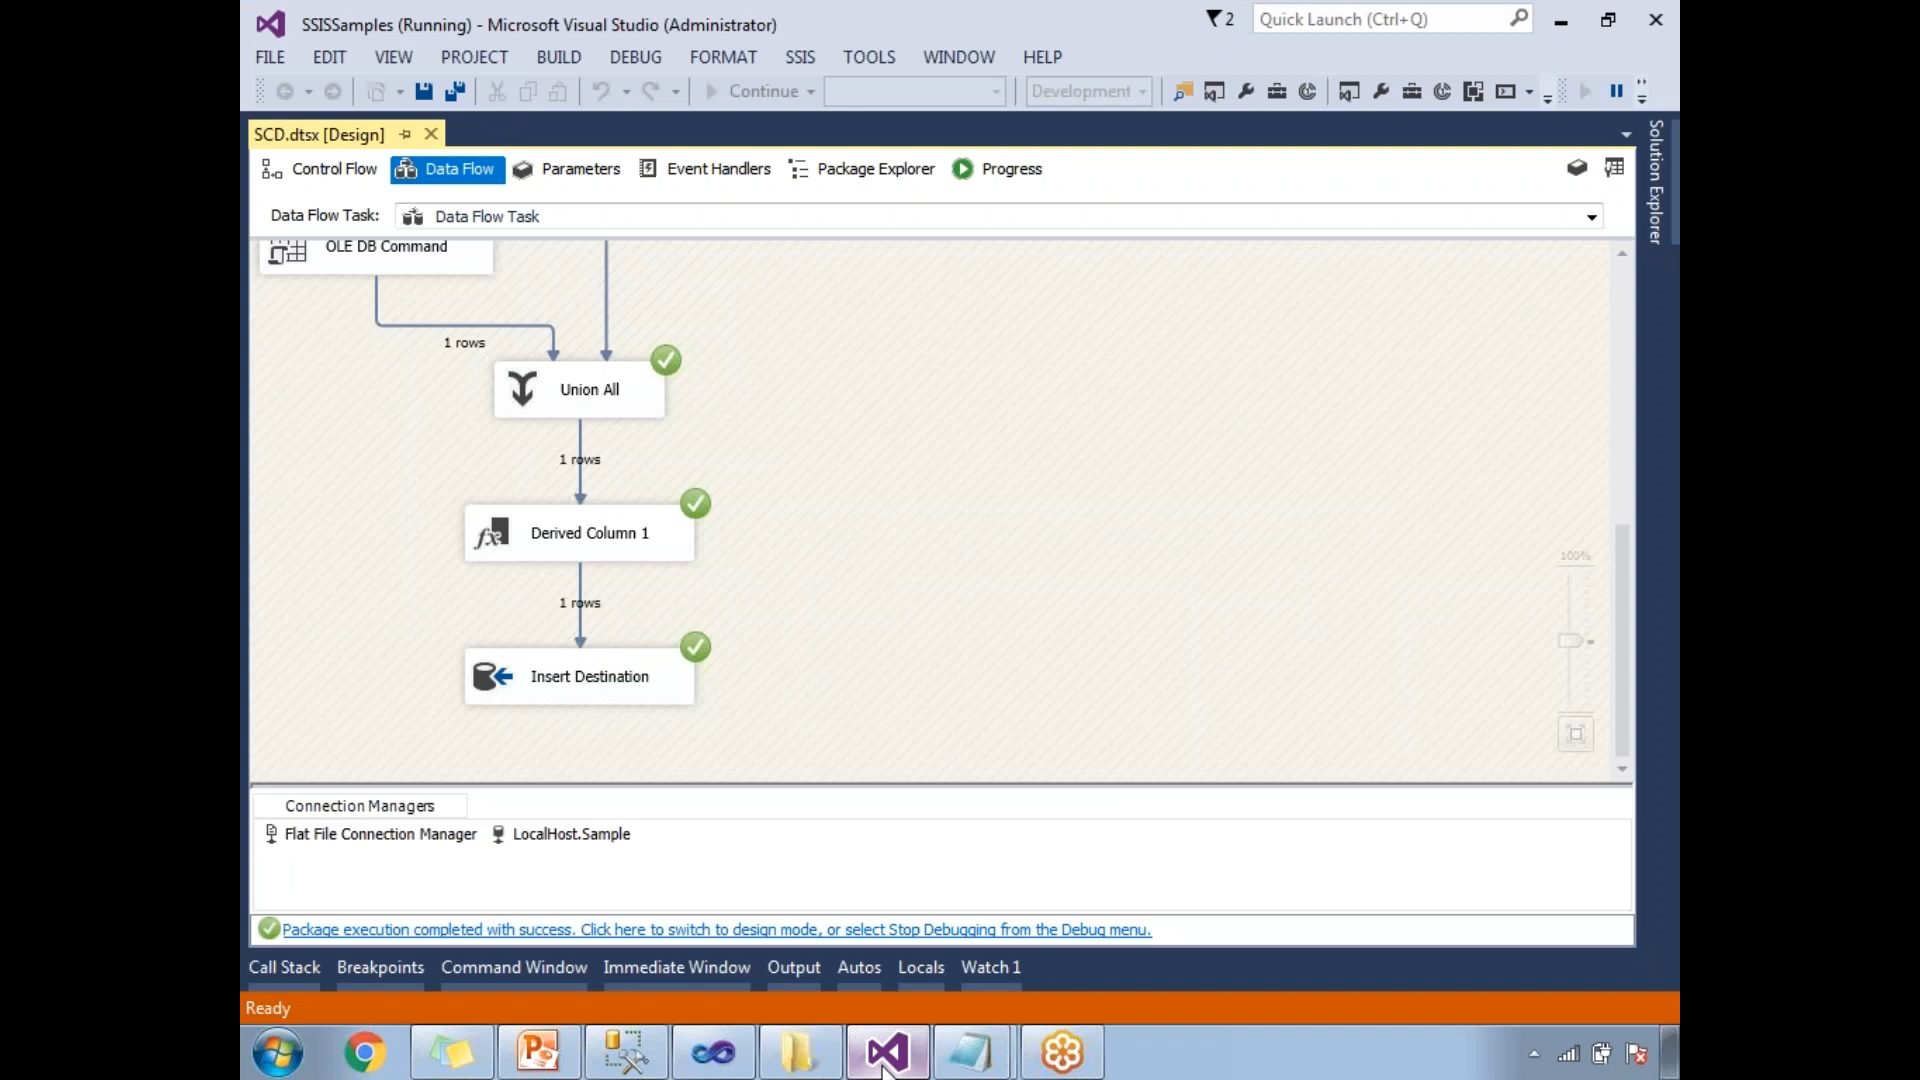 SSISSamples (Running) - Microsoft Visual Studio (Administrator)
2
Quick Launch (Ctrl+Q)
FILE EDIT VIEW PROJECT BUILD DEBUG FORMAT SSIS TOOLS WINDOW HELP
Continue
Development
SCD.dtsx [Design]
Solution Explorer
Control Flow Data Flow Parameters Event Handlers Package Explorer Progress
Data Flow Task: Data Flow Task
OLE DB Command
1 rows
Union All
1 rows
Derived Column 1
100%
1 rows
Insert Destination
Connection Managers
Flat File Connection Manager LocalHost.Sample
Package execution completed with success. Click here to switch to design mode, or select Stop Debugging from the Debug menu.
Call Stack Breakpoints Command Window Immediate Window Output Autos Locals Watch 1
Ready